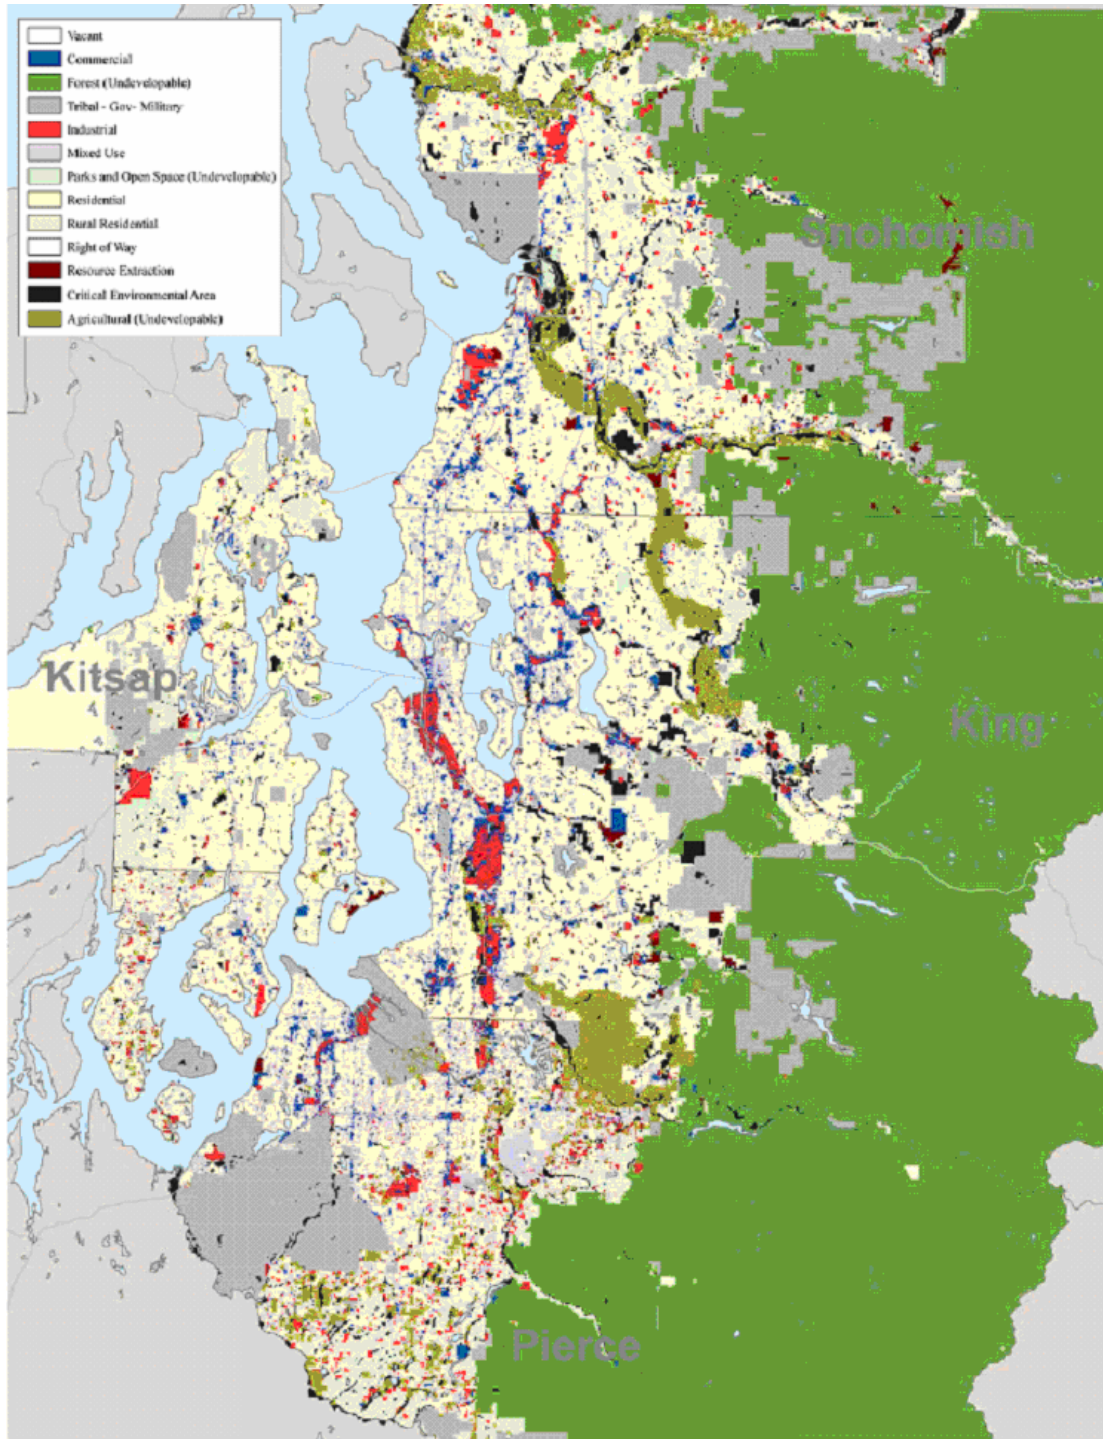 Vacant
Commercial
Forest (Undevelopable)
Tribal - Gov- Military
Industrial
Mixed Use
Parks and Open Space (Undevelopable)
Residential
Rural Residential
Right of Way
Resource Extraction
Critical Environmental Area
Agricultural (Undevelopable)
Snohomish
Kitsap
King
Pierce